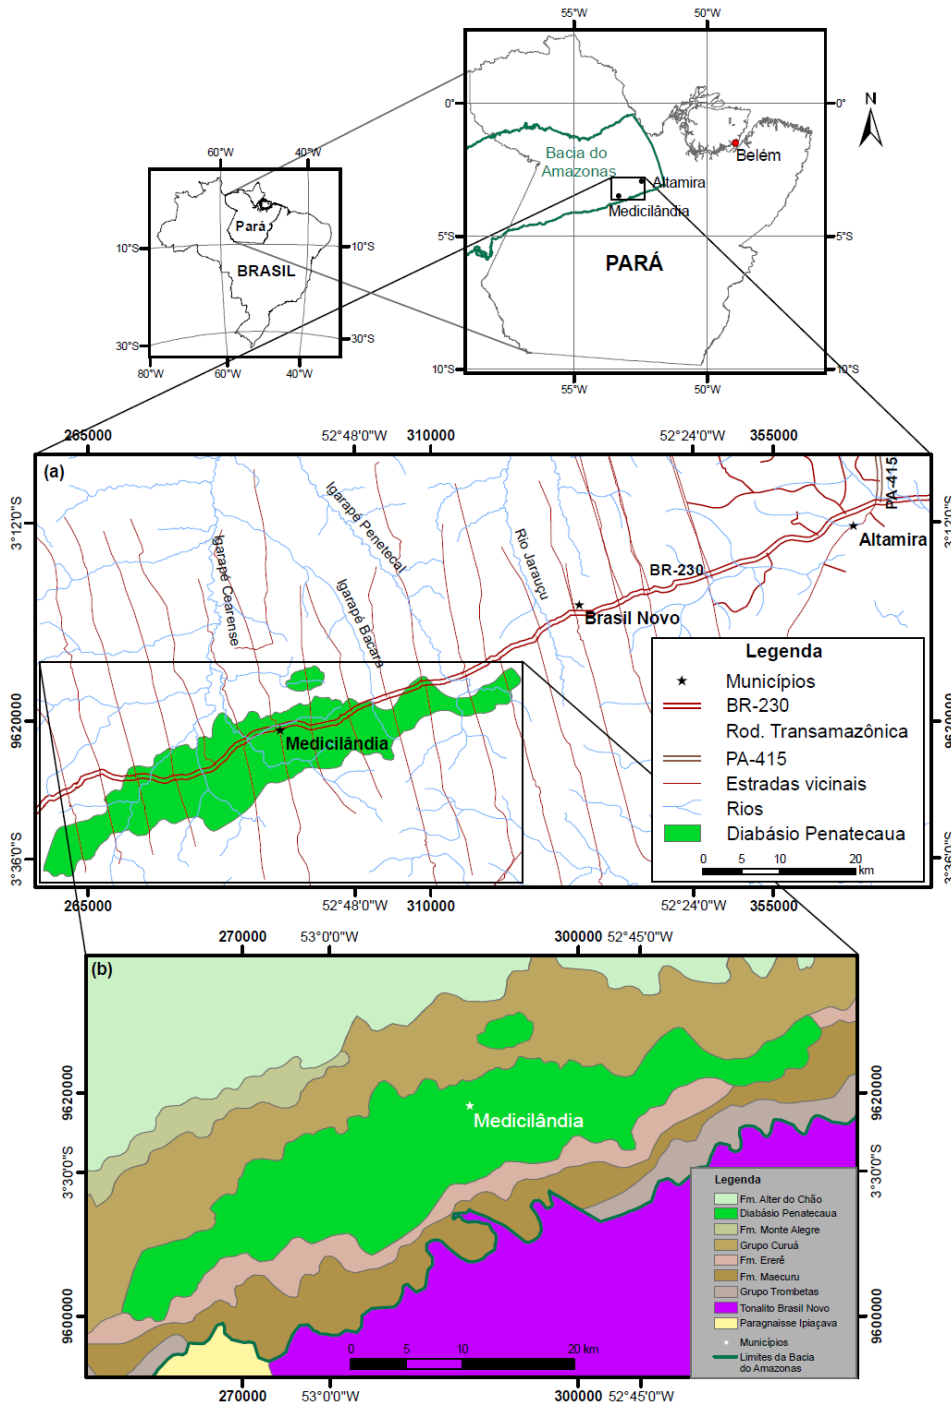 55°W
50°W
N
0°
0°
Bacia do
Amazonas
Belém
Altamira
Medicilândia
5°S
5°S
PARÁ
10°S
10°S
55°W
50°W
60°W
40°W
Pará
10°S
10°S
BRASIL
30°S
30°S
80°W
60°W
40°W
265000
52°48'0"W
310000
52°24'0"W
355000
(a)
PA-415
3°12'0"S
3°12'0"S
Igarapé Penetecal
Igarapé Cearense
Igarapé Bacara
Rio Jarauçu
BR-230
Altamira
Brasil Novo
9620000
9620000
Medicilândia
Legenda
Municípios
BR-230
Rod. Transamazônica
PA-415
Estradas vicinais
Rios
Diabásio Penatecaua
0 5 10 20
km
3°36'0"S
3°36'0"S
265000
52°48'0"W
310000
52°24'0"W
355000
270000
53°0'0"W
300000
52°45'0"W
(b)
9620000
9620000
Medicilândia
3°30'0"S
3°30'0"S
Legenda
Fm. Alter do Chão
Diabásio Penatecaua
Fm. Monte Alegre
Grupo Curuá
Fm. Ererê
Fm. Maecuru
Grupo Trombetas
Tonalito Brasil Novo
Paragnaisse Ipiaçava
Municípios
Limites da Bacia
do Amazonas
9600000
9600000
0 5 10 20 km
270000
53°0'0"W
300000
52°45'0"W